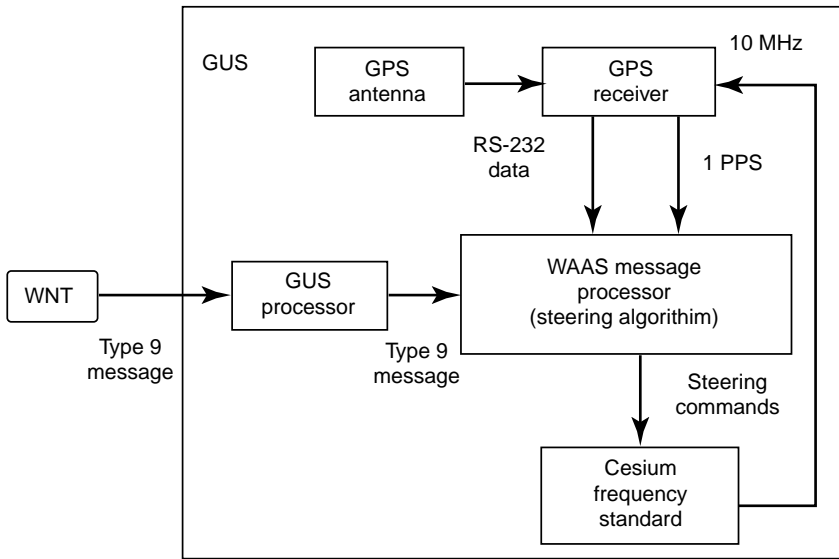 GUS
GPS
antenna
GPS
receiver
10 MHz
RS-232
data
1 PPS
WNT
GUS
processor
WAAS message
processor
(steering algorithim)
Type 9
message
Type 9
message
Steering
commands
Cesium
frequency
standard